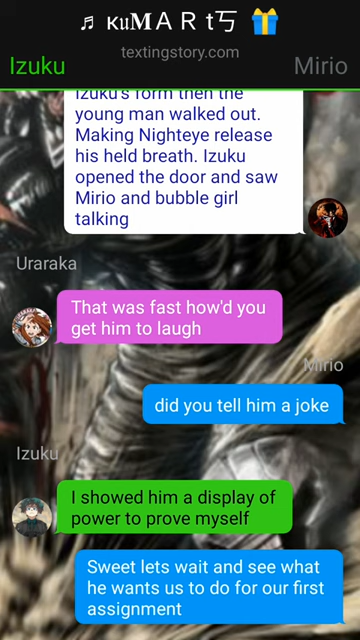 ♬ ĸu𝐌A R t丂 🎁
textingstory.com
Izuku
Mirio
Izuku's form then the
young man walked out.
Making Nighteye release
his held breath. Izuku
opened the door and saw
Mirio and bubble girl
talking
Uraraka
That was fast how'd you
get him to laugh
Mirio
did you tell him a joke
Izuku
I showed him a display of
power to prove myself
Sweet lets wait and see what
he wants us to do for our first
assignment